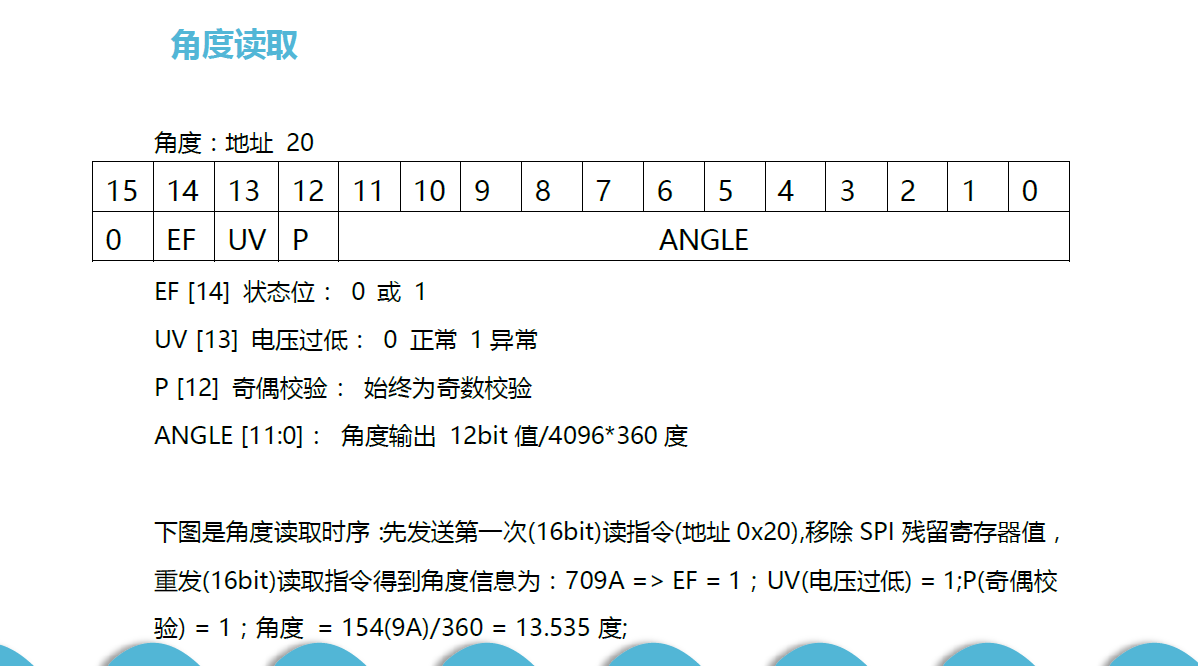 角度读取
角度：地址 20
15 14 13 12 11 10 9 8 7 6 5 4 3 2 1 0
0 EF UV P ANGLE
EF [14] 状态位： 0 或 1
UV [13] 电压过低： 0 正常 1 异常
P [12] 奇偶校验： 始终为奇数校验
ANGLE [11:0]： 角度输出 12bit 值/4096*360 度
下图是角度读取时序:先发送第一次(16bit)读指令(地址 0x20),移除 SPI 残留寄存器值，
重发(16bit)读取指令得到角度信息为：709A => EF = 1；UV(电压过低) = 1;P(奇偶校
验) = 1；角度 = 154(9A)/360 = 13.535 度;